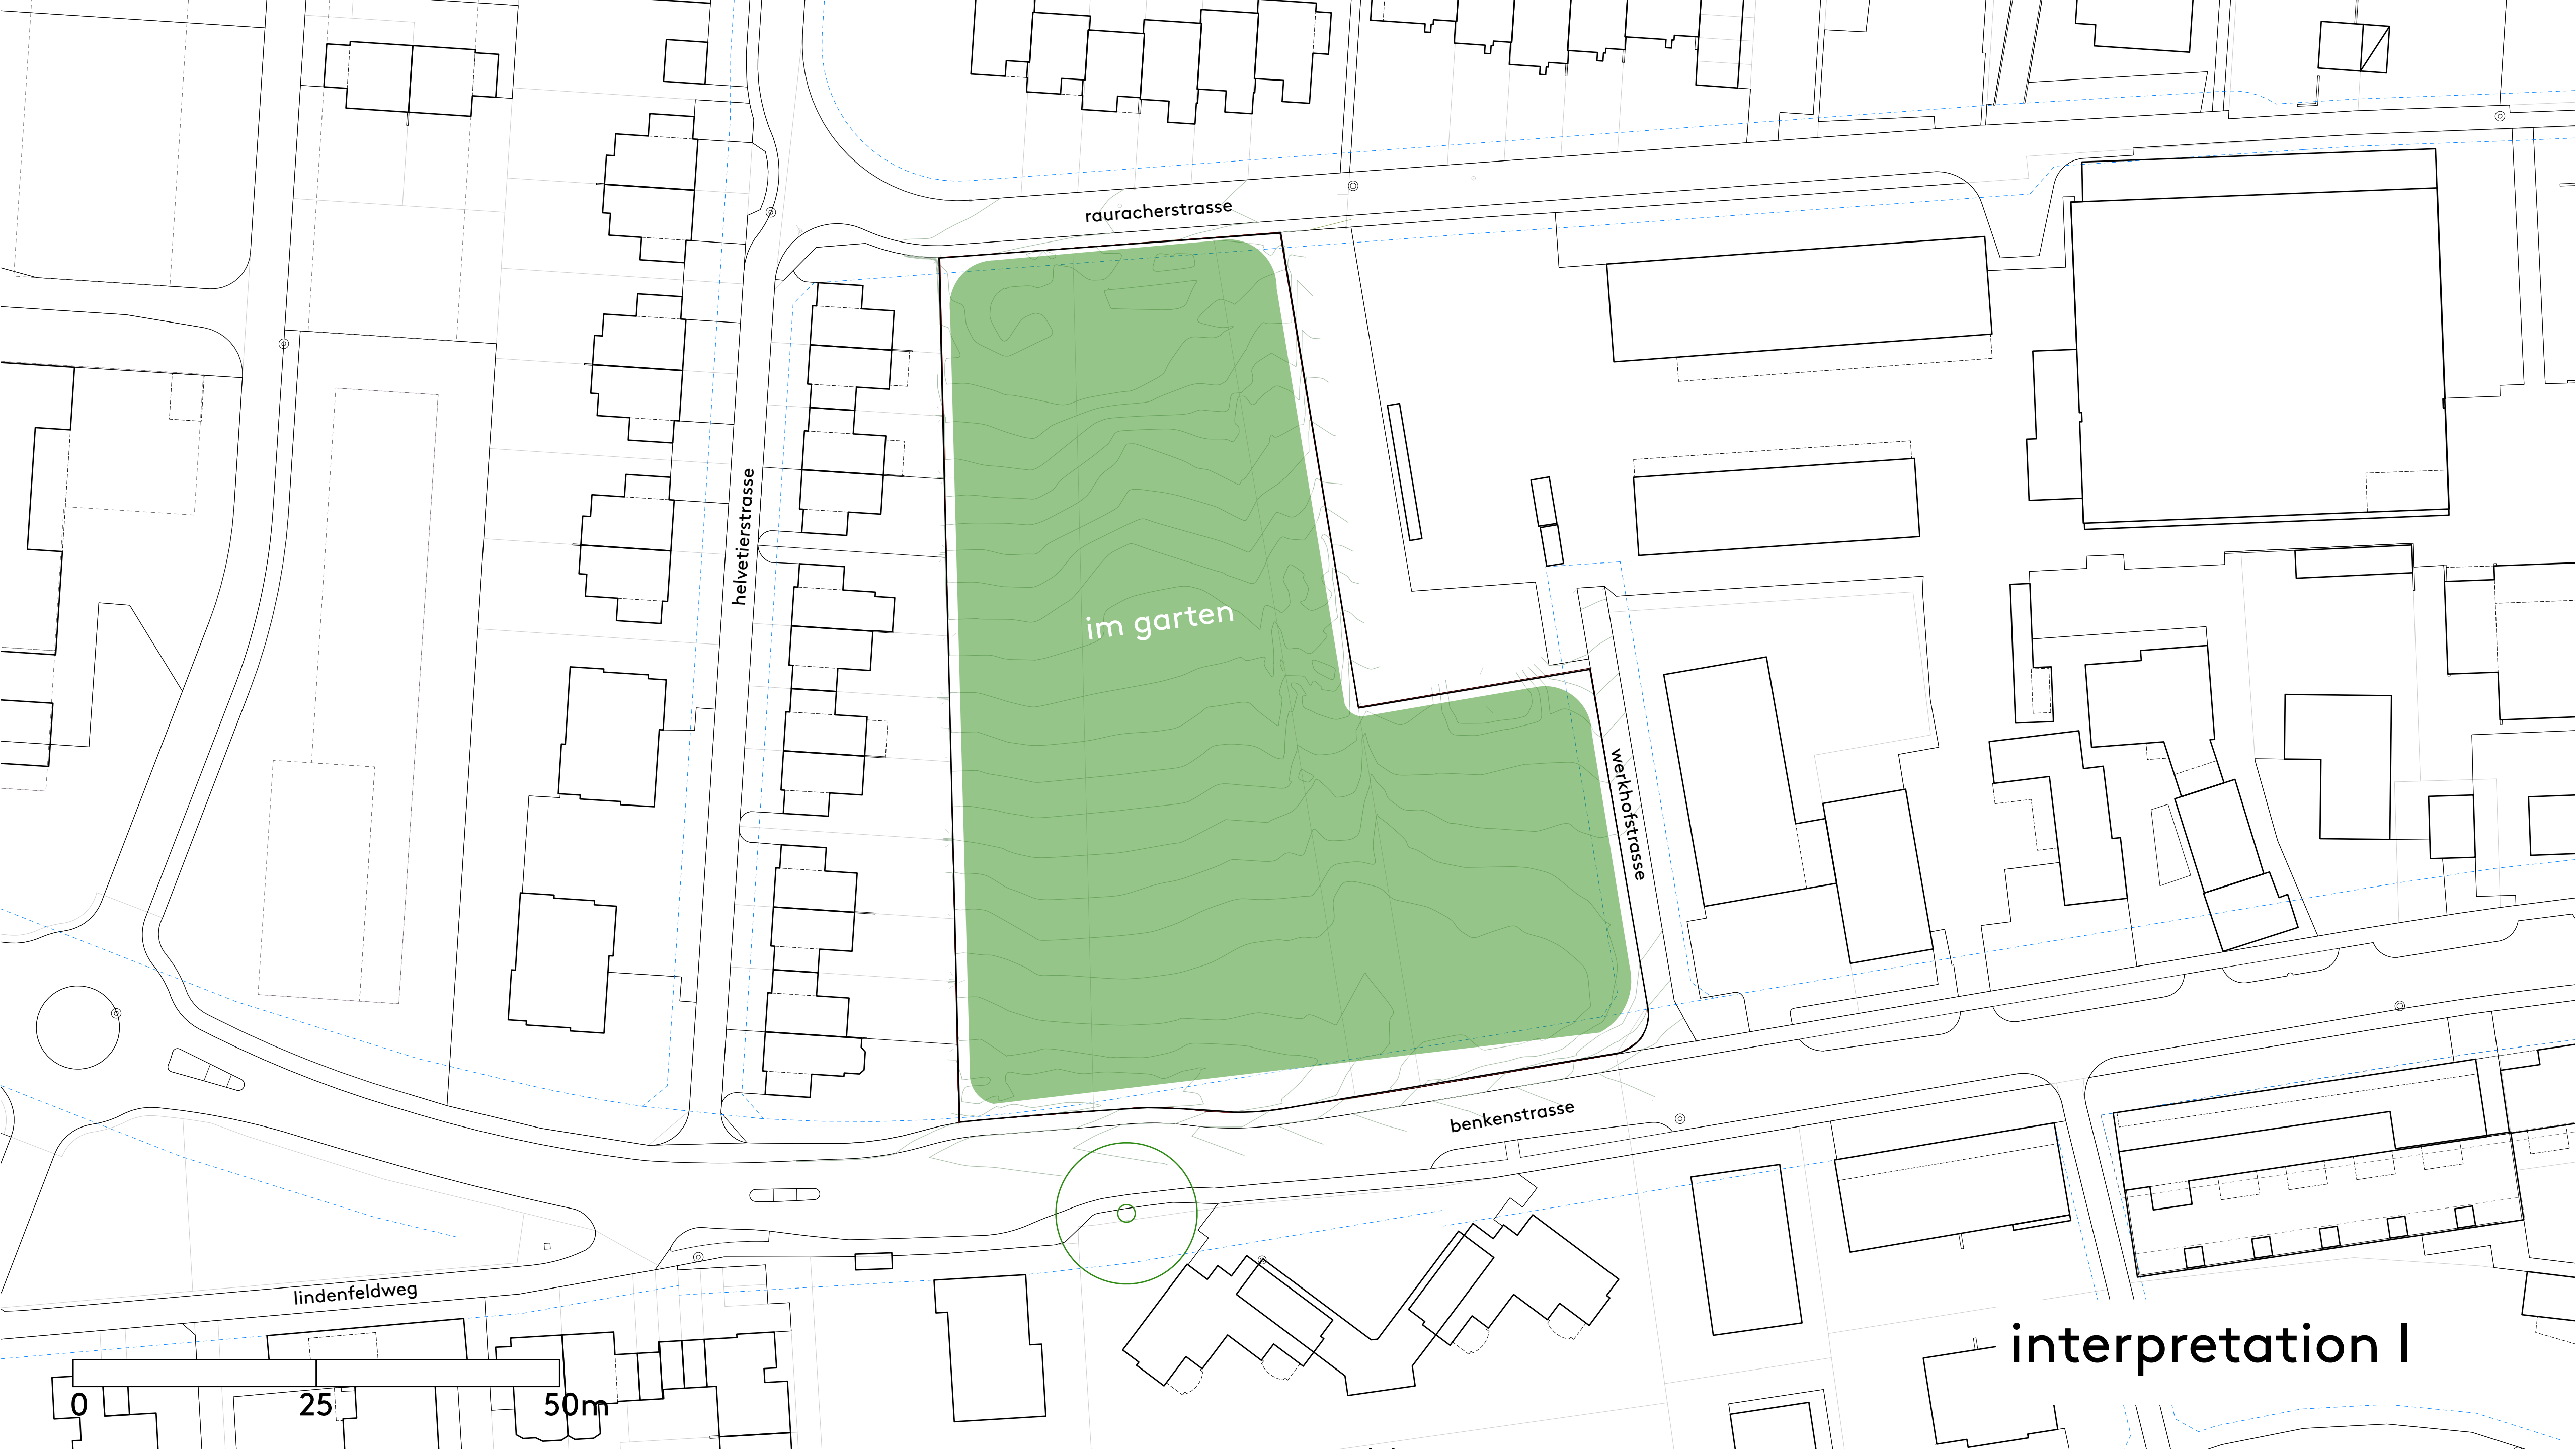 rauracherstrasse
helvetierstrasse
im garten
werkhofstrasse
benkenstrasse
lindenfeldweg
interpretation I
0 25 50m